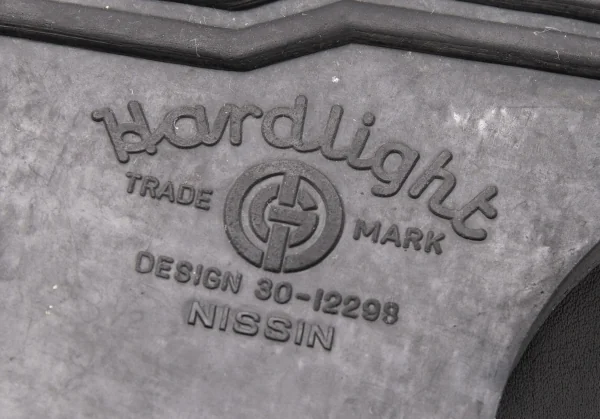 Hardlight
TRADE MARK
DESIGN 30-12298
NISSIN